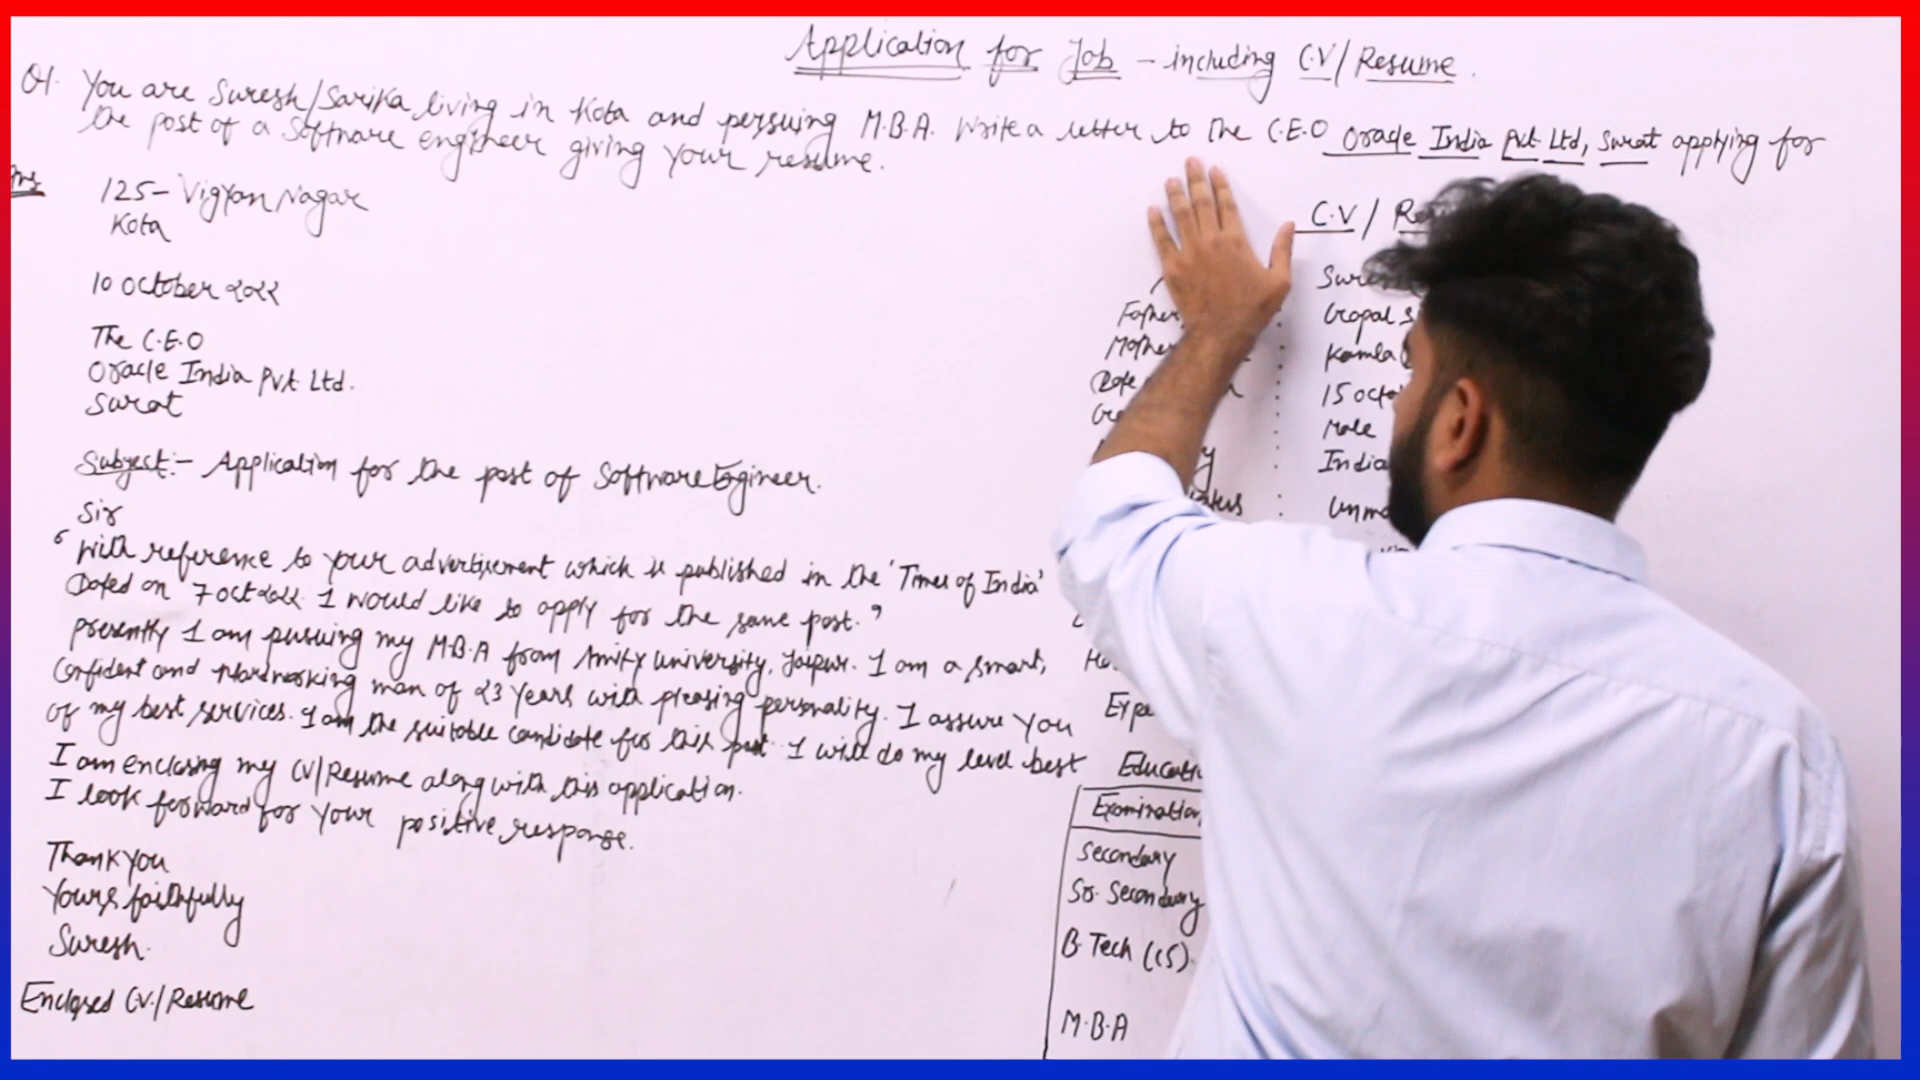 Application for Job - including C.V/Resume.
Q1. You are Suresh/Sarika living in Kota and persuing M.B.A. Write a letter to the C.E.O Oracle India Pvt Ltd, Surat applying for
the post of a Software engineer giving your resume.
Ans
125- Vigyan Nagar
Kota
10 October 2022
The C.E.O
Oracle India Pvt Ltd.
Surat
Subject:- Application for the post of Software Engineer.
Sir
"With reference to your advertisement which is published in the 'Times of India'
Dated on 7 oct 2022. I would like to apply for the same post."
Presently I am pursuing my M.B.A from Amity University, Jaipur. I am a smart,
Confident and Hardworking man of 23 years with pleasing personality. I assure you
of my best services. I am the suitable candidate for this post. I will do my level best
I am enclosing my CV/Resume along with this application.
I look forward for your positive response.
Thank You
Yours faithfully
Suresh.
Enclosed C.V./Resume
C.V/
Suresh
Father :
Gopal S
Mother :
Kamla
Date :
15 octo
: Male
: India
: Unma
Expe
Educati
Examination
Secondary
Sr. Secondary
B Tech (CS)
M.B.A